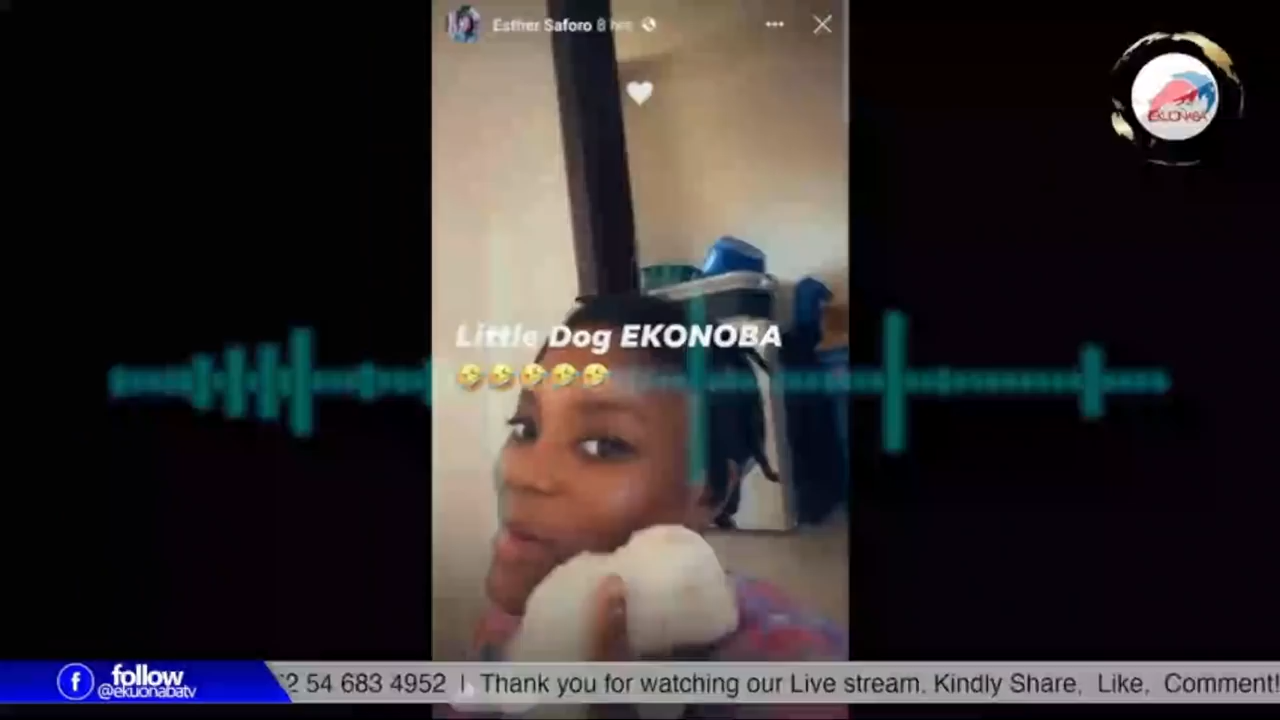 Esther Saforo 8 hrs
EKUONABA
Little Dog EKONOBA
🤣🤣🤣🤣🤣
follow
@ekuonabatv
2 54 683 4952 | Thank you for watching our Live stream. Kindly Share, Like, Comment!